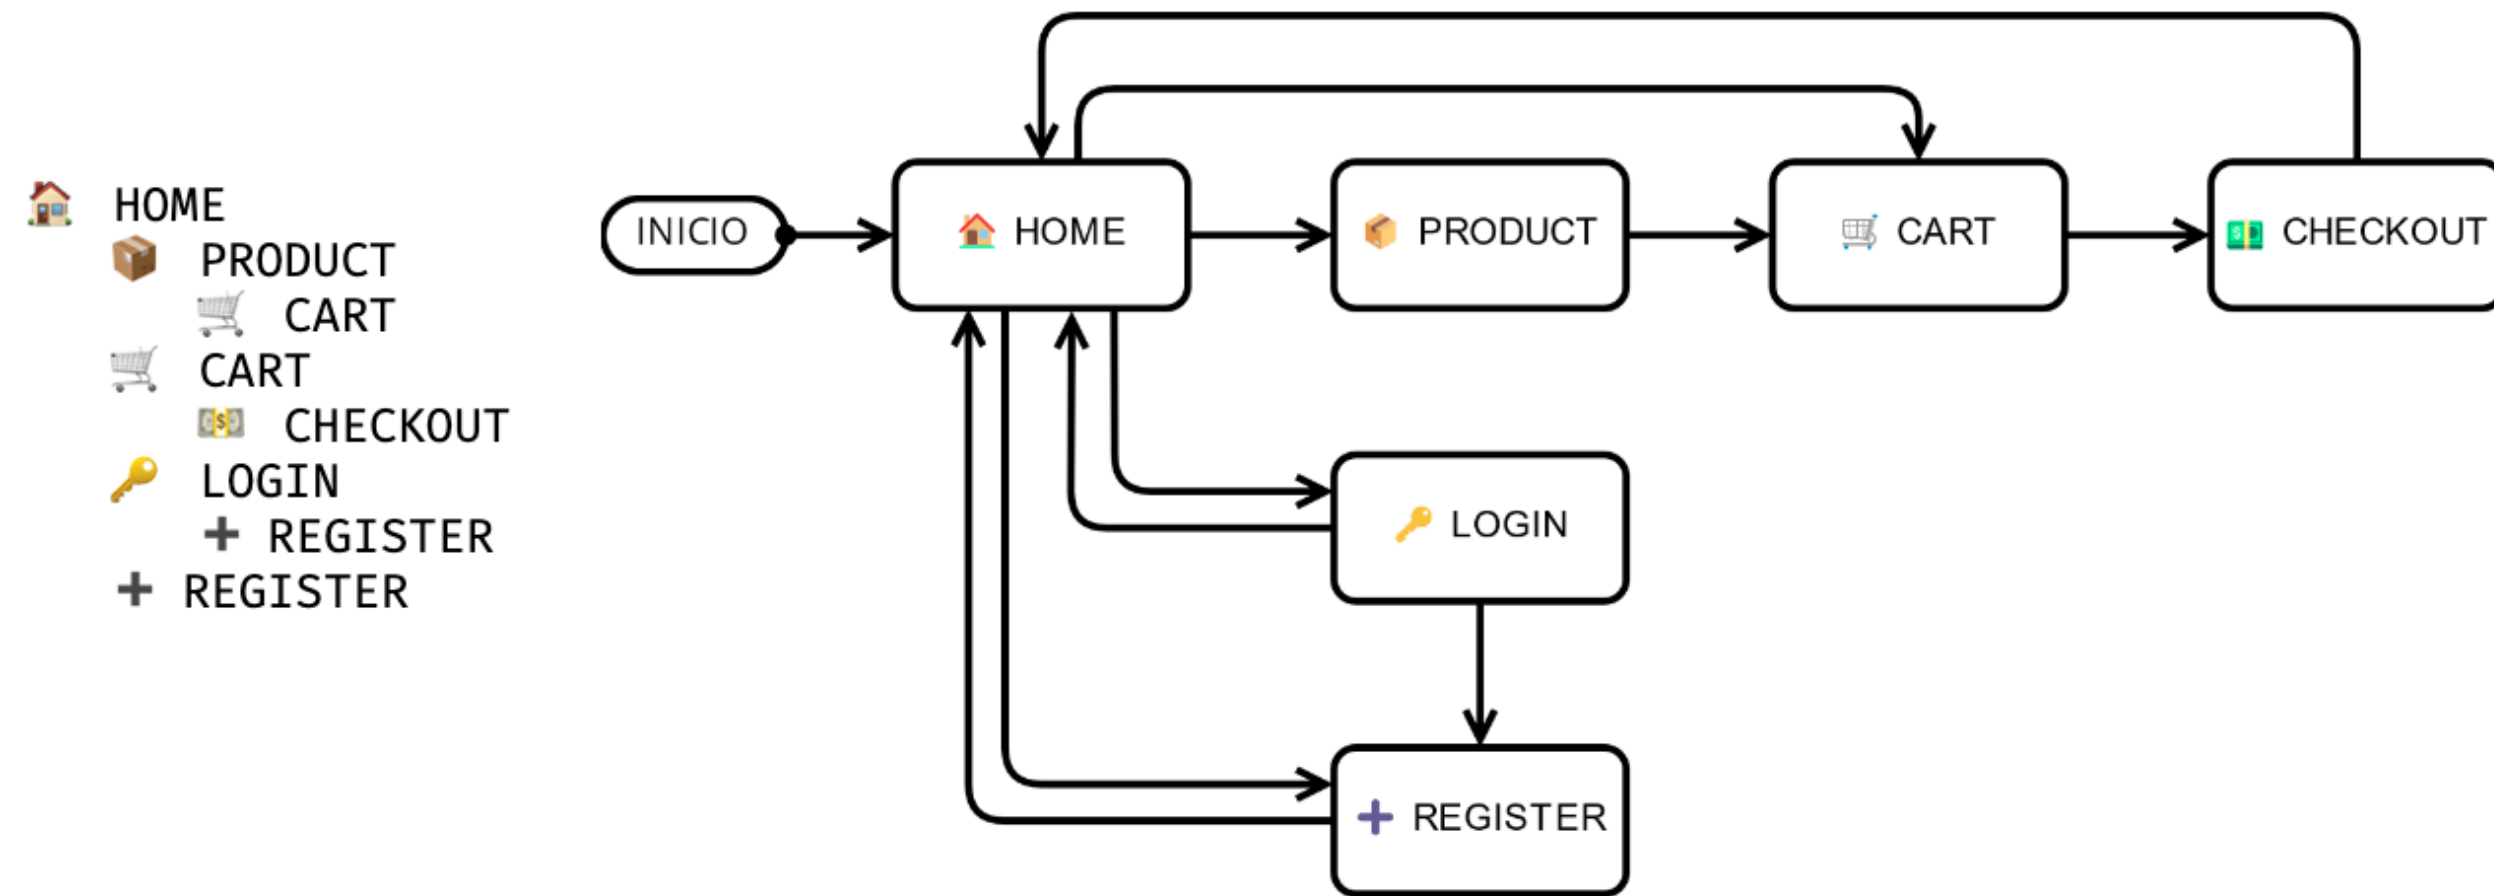 HOME
PRODUCT
CART
CART
CHECKOUT
LOGIN
REGISTER
REGISTER
INICIO
HOME
PRODUCT
CART
CHECKOUT
LOGIN
REGISTER